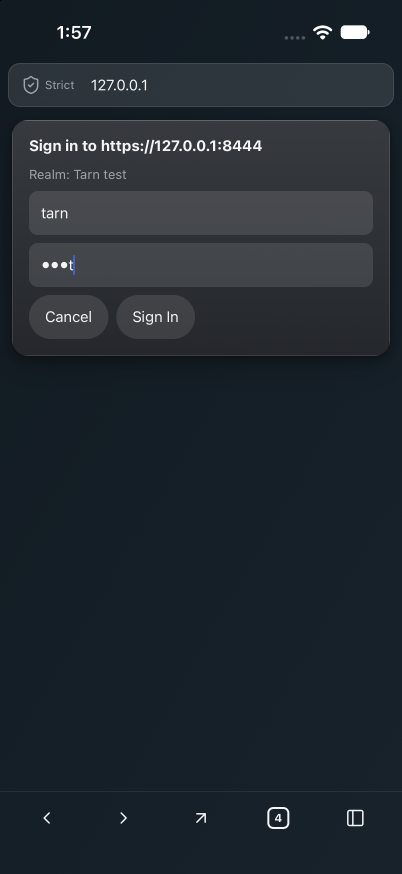 1:57
Strict 127.0.0.1
Sign in to https://127.0.0.1:8444
Realm: Tarn test
tarn
●●●t
Cancel Sign In
4